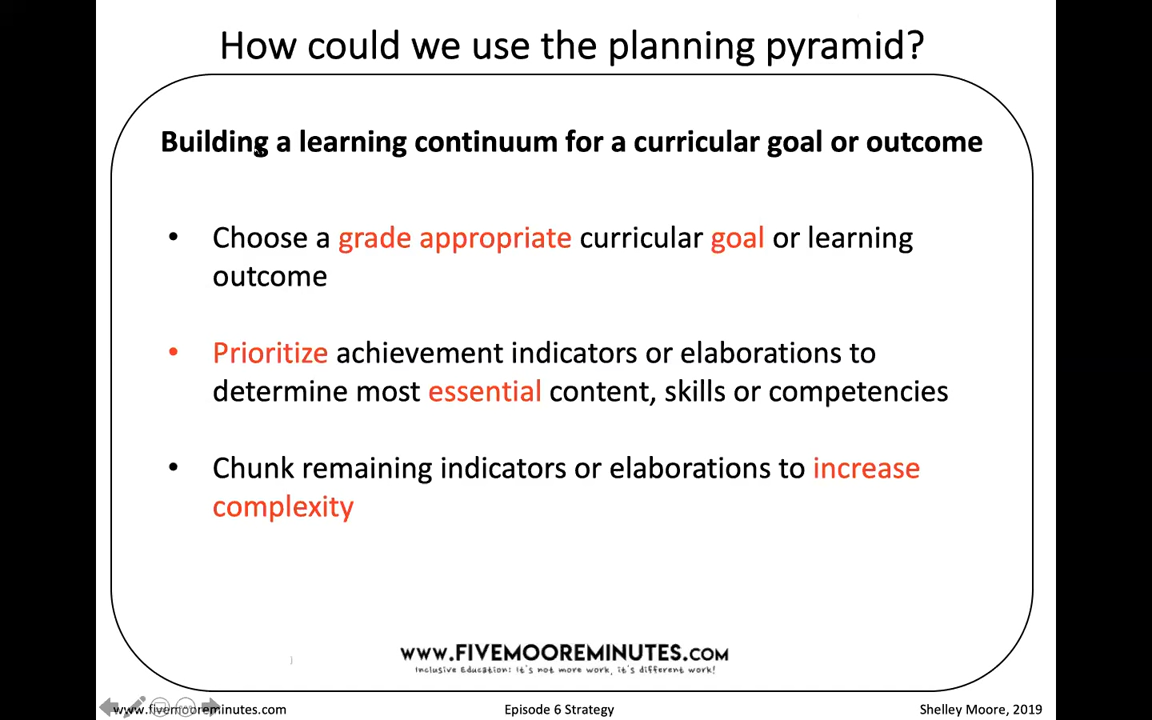 How could we use the planning pyramid?
Building a learning continuum for a curricular goal or outcome
• Choose a grade appropriate curricular goal or learning
outcome
• Prioritize achievement indicators or elaborations to
determine most essential content, skills or competencies
• Chunk remaining indicators or elaborations to increase
complexity
WWW.FIVEMOOREMINUTES.COM
Inclusive Education: it's not more work, it's different work!
www.fivemooreminutes.com
Episode 6 Strategy
Shelley Moore, 2019